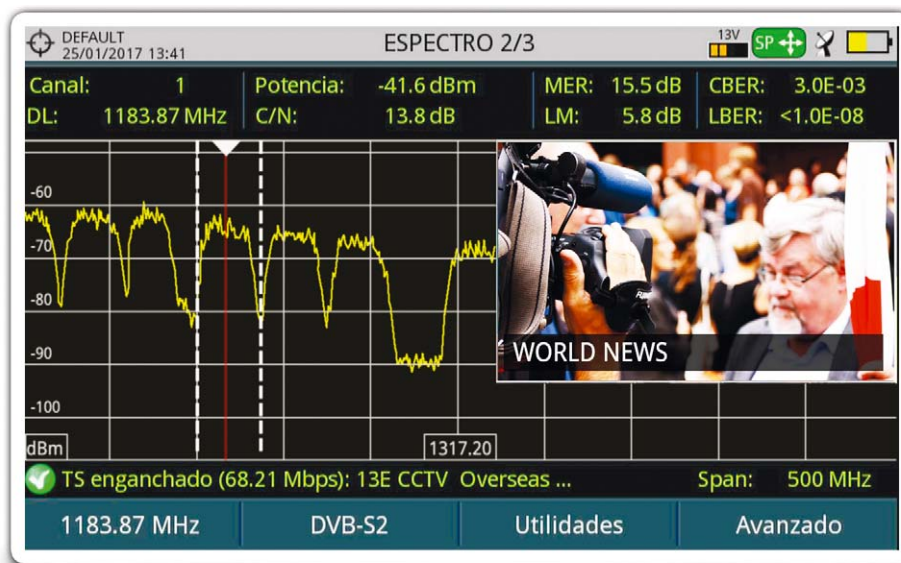 DEFAULT
25/01/2017 13:41
ESPECTRO 2/3
13V
SP
Canal: 1 Potencia: -41.6 dBm MER: 15.5 dB CBER: 3.0E-03
DL: 1183.87 MHz C/N: 13.8 dB LM: 5.8 dB LBER: <1.0E-08
-60
-70
-80
-90
WORLD NEWS
-100
dBm 1317.20
TS enganchado (68.21 Mbps): 13E CCTV Overseas ... Span: 500 MHz
1183.87 MHz DVB-S2 Utilidades Avanzado